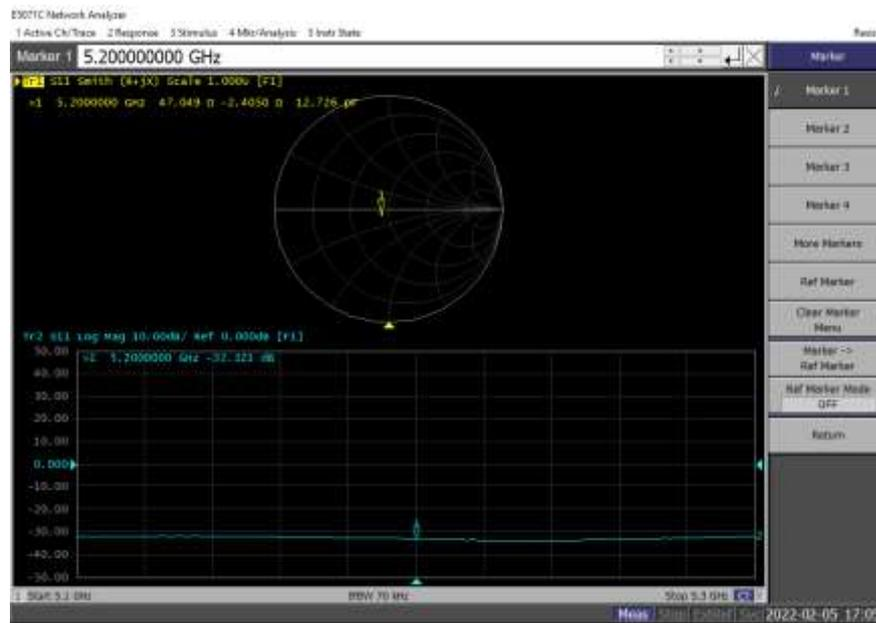 E5071C Network Analyzer
1 Active Ch/Trace 2 Response 3 Stimulus 4 Mkr/Analysis 5 Instr State
Marker 1 5.200000000 GHz
Marker
Tr1 S11 Smith (R+jX) Scale 1.000U [F1]
>1 5.2000000 GHz 47.049 Ω -2.4050 Ω 12.726 pF
Marker 1
Marker 2
Marker 3
Marker 4
More Markers
Ref Marker
Clear Marker
Menu
Marker ->
Ref Marker
Ref Marker Mode
OFF
Return
Tr2 S11 Log Mag 10.00dB/ Ref 0.000dB [F1]
>1 5.2000000 GHz -32.321 dB
50.00
40.00
30.00
20.00
10.00
0.000
-10.00
-20.00
-30.00
-40.00
-50.00
1 Start 5.1 GHz IFBW 70 kHz Stop 5.3 GHz
Meas Stop ExtRef Svc 2022-02-05 17:05